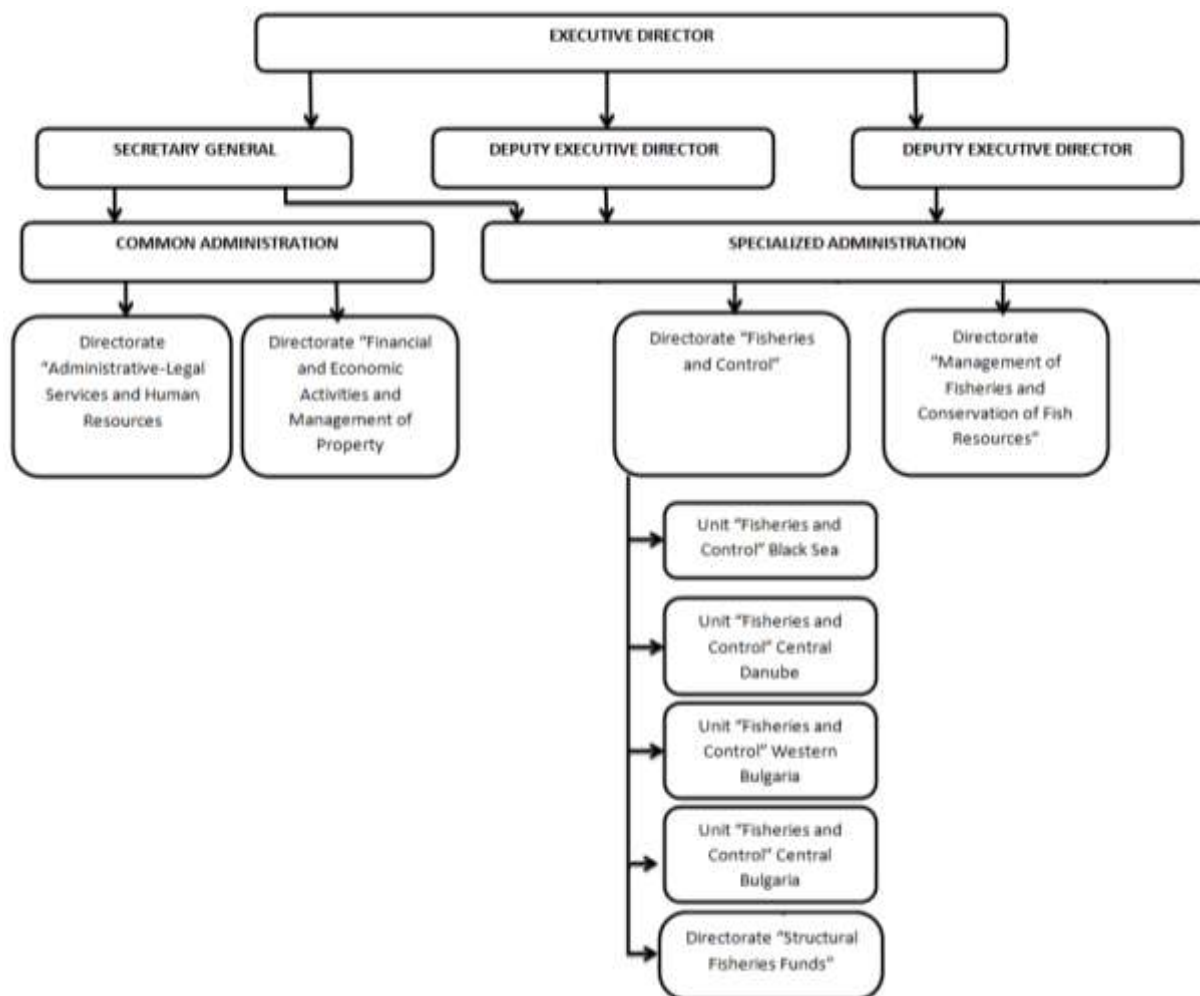 EXECUTIVE DIRECTOR
SECRETARY GENERAL
DEPUTY EXECUTIVE DIRECTOR
DEPUTY EXECUTIVE DIRECTOR
COMMON ADMINISTRATION
SPECIALIZED ADMINISTRATION
Directorate
"Administrative-Legal
Services and Human
Resources
Directorate "Financial
and Economic
Activities and
Management of
Property
Directorate "Fisheries
and Control"
Directorate
"Management of
Fisheries and
Conservation of Fish
Resources"
Unit "Fisheries and
Control" Black Sea
Unit "Fisheries and
Control" Central
Danube
Unit "Fisheries and
Control" Western
Bulgaria
Unit "Fisheries and
Control" Central
Bulgaria
Directorate "Structural
Fisheries Funds"